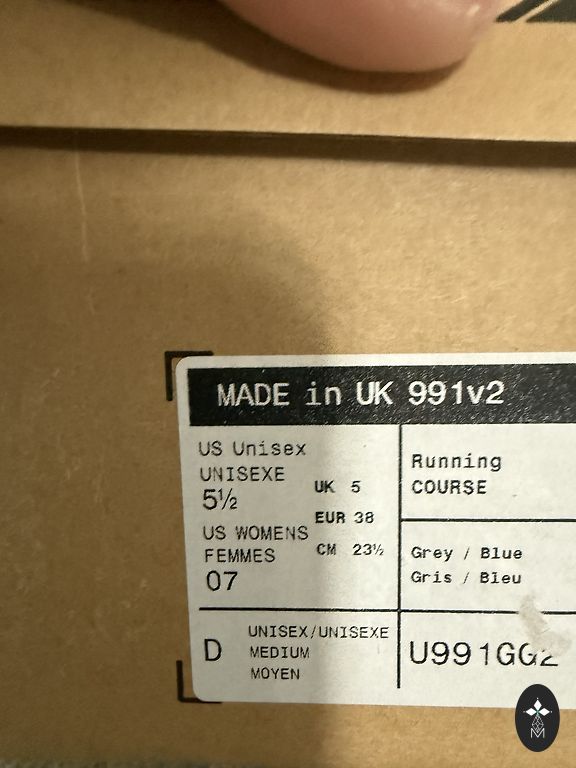 MADE in UK 991v2
US Unisex
UNISEXE
5½
US WOMENS
FEMMES
07
UK 5
EUR 38
CM 23½
Running
COURSE
Grey / Blue
Gris / Bleu
D
UNISEX/UNISEXE
MEDIUM
MOYEN
U991GG2
M